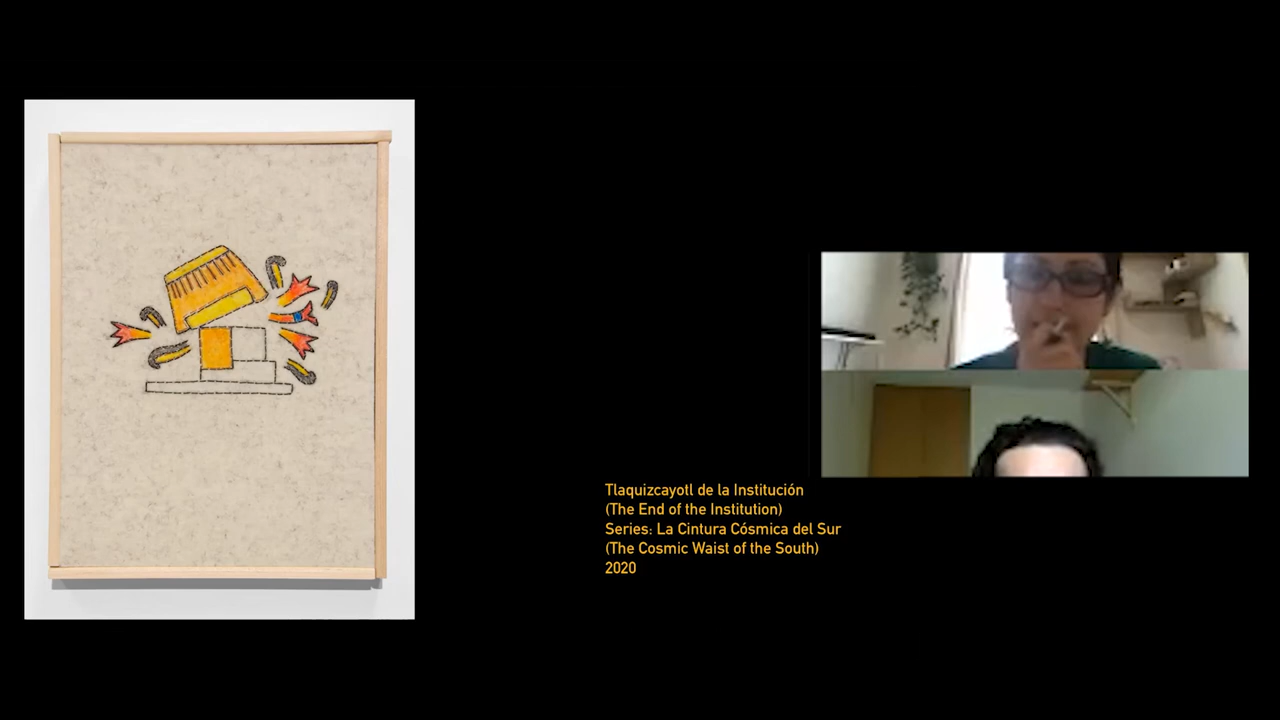 Tlaquizcayotl de la Institución
(The End of the Institution)
Series: La Cintura Cósmica del Sur
(The Cosmic Waist of the South)
2020